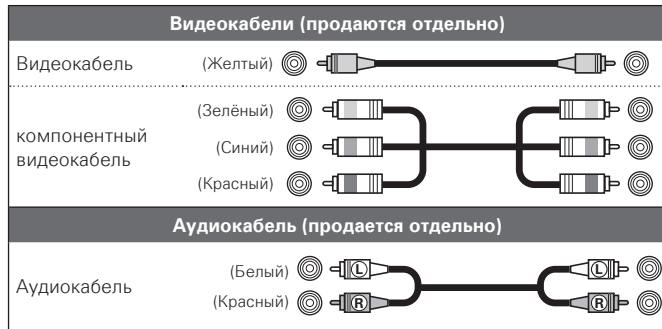 Видеокабели (продаются отдельно)
Видеокабель
(Желтый)
компонентный
видеокабель
(Зелёный)
(Синий)
(Красный)
Аудиокабель (продается отдельно)
Аудиокабель
(Белый)
L
L
(Красный)
R
R